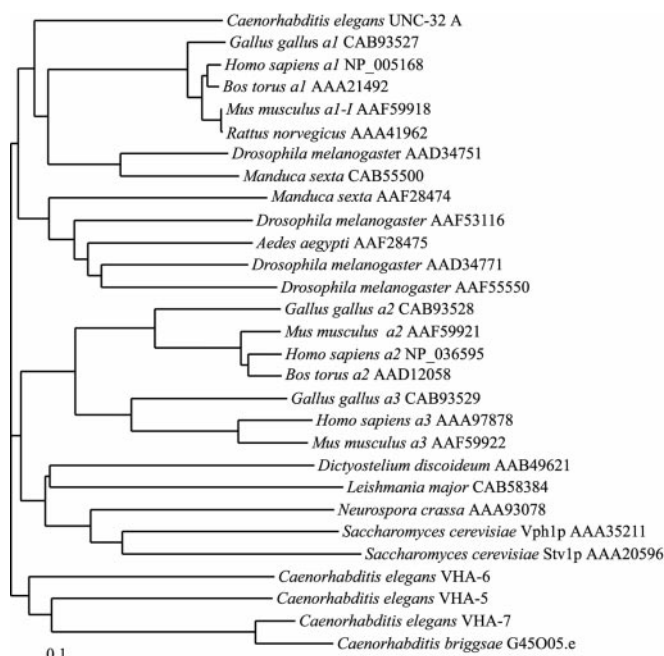 Caenorhabditis elegans UNC-32 A
Gallus gallus a1 CAB93527
Homo sapiens a1 NP_005168
Bos torus a1 AAA21492
Mus musculus a1-I AAF59918
Rattus norvegicus AAA41962
Drosophila melanogaster AAD34751
Manduca sexta CAB55500
Manduca sexta AAF28474
Drosophila melanogaster AAF53116
Aedes aegypti AAF28475
Drosophila melanogaster AAD34771
Drosophila melanogaster AAF55550
Gallus gallus a2 CAB93528
Mus musculus a2 AAF59921
Homo sapiens a2 NP_036595
Bos torus a2 AAD12058
Gallus gallus a3 CAB93529
Homo sapiens a3 AAA97878
Mus musculus a3 AAF59922
Dictyostelium discoideum AAB49621
Leishmania major CAB58384
Neurospora crassa AAA93078
Saccharomyces cerevisiae Vph1p AAA35211
Saccharomyces cerevisiae Stv1p AAA20596
Caenorhabditis elegans VHA-6
Caenorhabditis elegans VHA-5
Caenorhabditis elegans VHA-7
Caenorhabditis briggsae G45O05.e
0.1